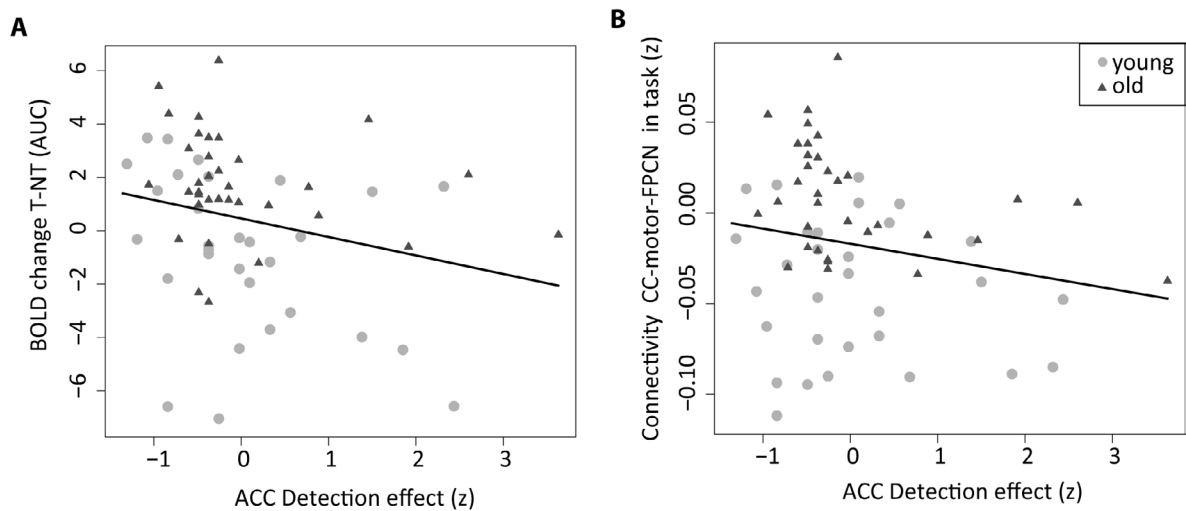 A
BOLD change T-NT (AUC)
6
4
2
0
−2
−4
−6
−1
0
1
2
3
ACC Detection effect (z)
B
Connectivity CC-motor-FPCN in task (z)
0.05
0.00
−0.05
−0.10
−1
0
1
2
3
ACC Detection effect (z)
young
old